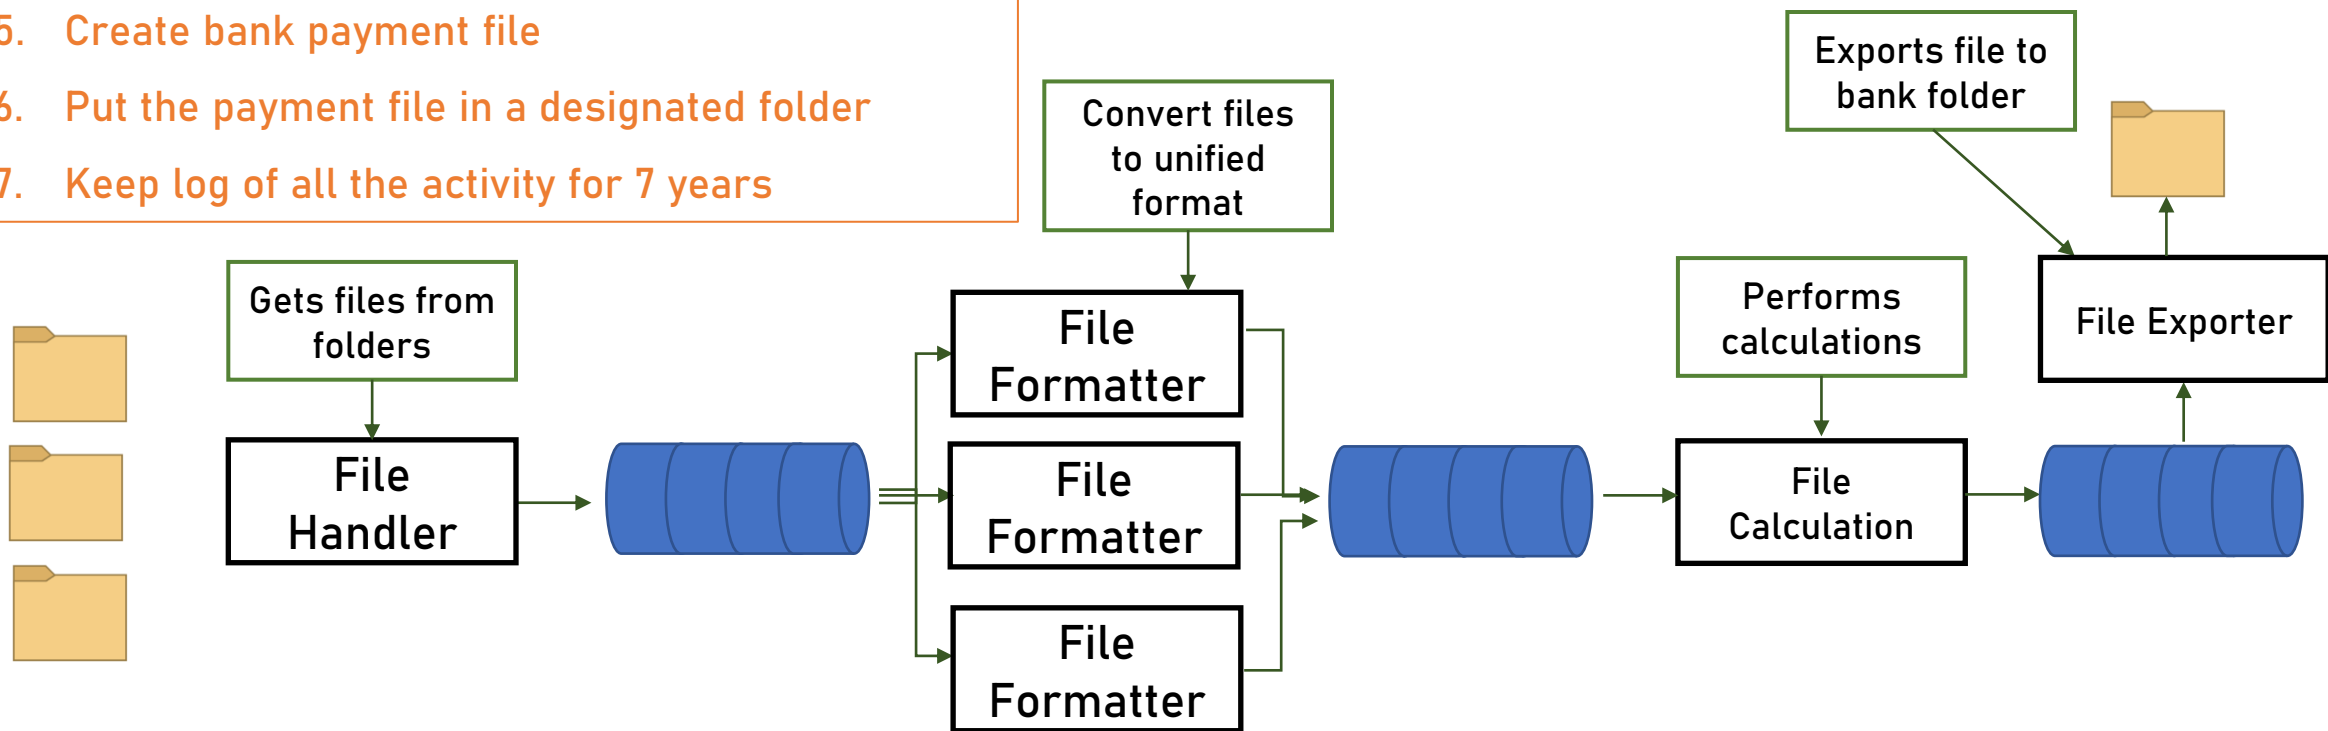 5. Create bank payment file
6. Put the payment file in a designated folder
7. Keep log of all the activity for 7 years
Exports file to
bank folder
Convert files
to unified
format
Gets files from
folders
Performs
calculations
File
Handler
File
Formatter
File
Formatter
File
Formatter
File
Calculation
File Exporter